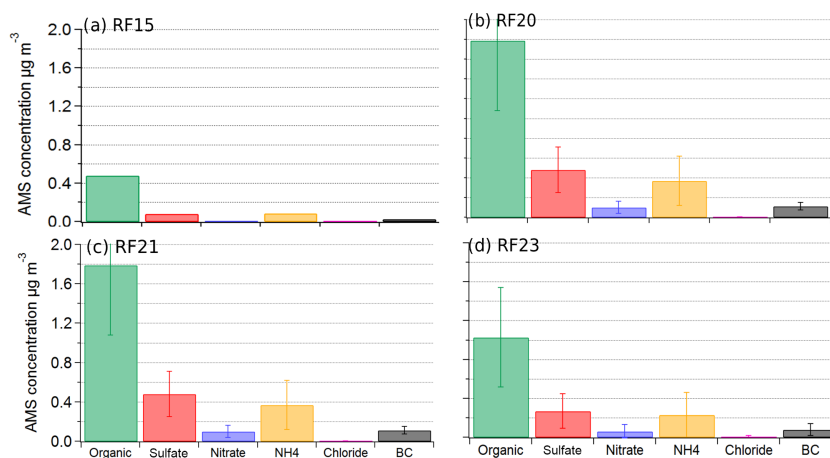 (a) RF15
AMS concentration µg m⁻³
2.0
1.6
1.2
0.8
0.4
0.0
(b) RF20
(c) RF21
AMS concentration µg m⁻³
2.0
1.6
1.2
0.8
0.4
0.0
Organic Sulfate Nitrate NH4 Chloride BC
(d) RF23
Organic Sulfate Nitrate NH4 Chloride BC